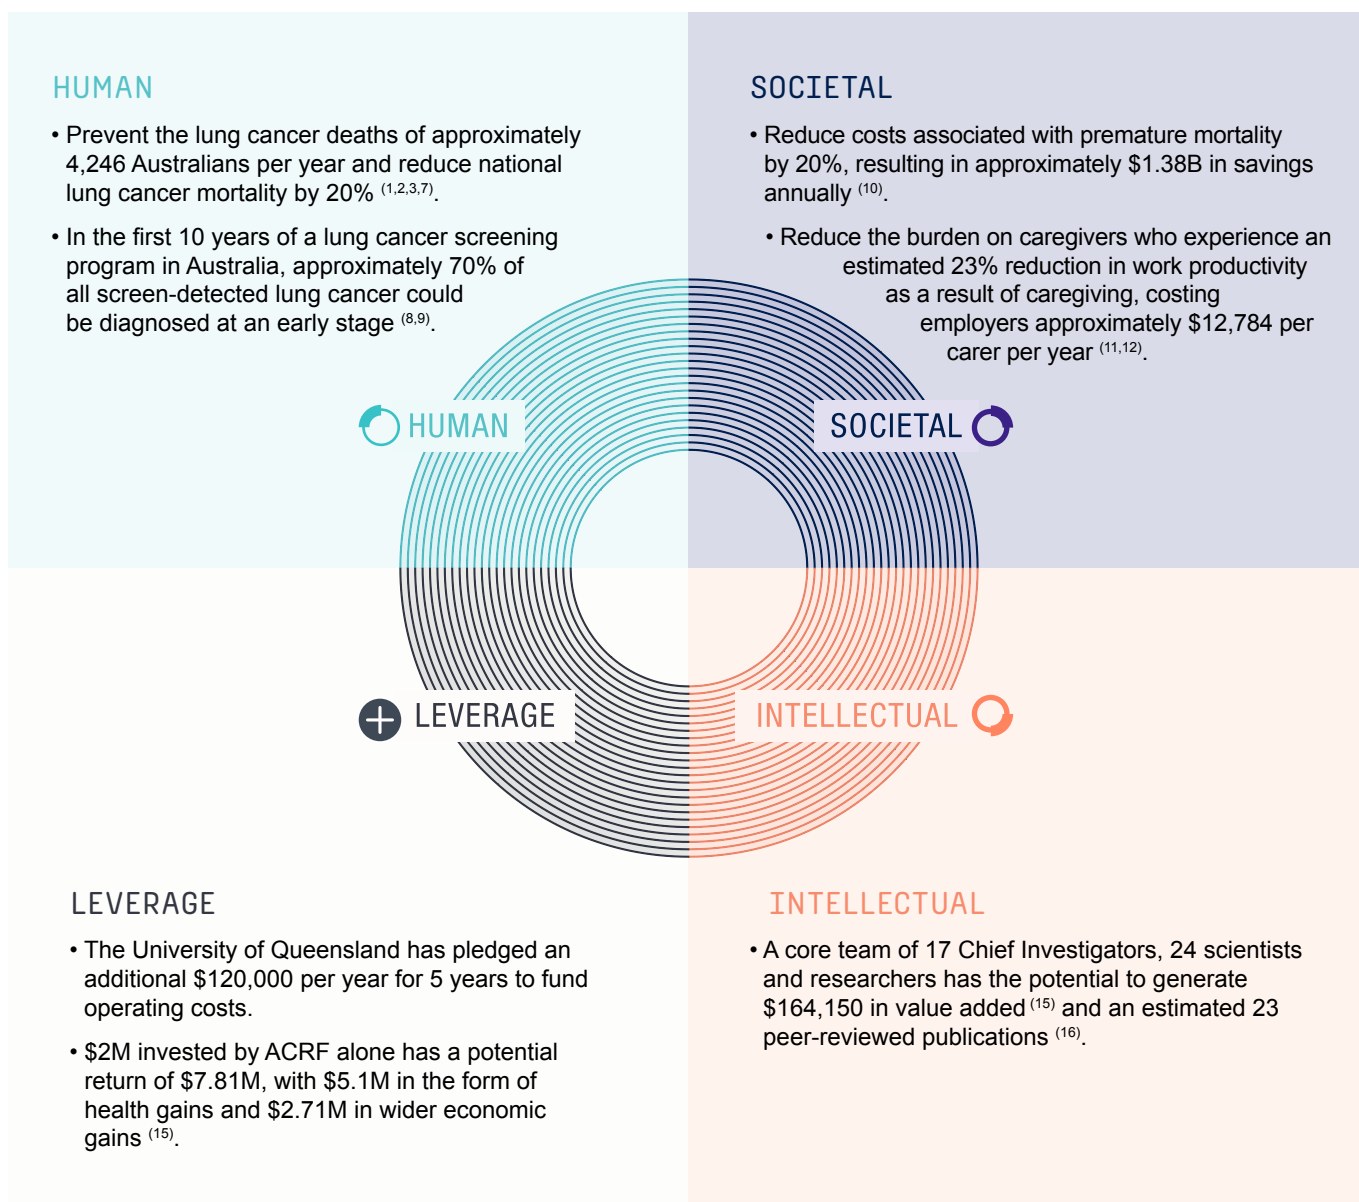 HUMAN
• Prevent the lung cancer deaths of approximately
4,246 Australians per year and reduce national
lung cancer mortality by 20% (1,2,3,7).
• In the first 10 years of a lung cancer screening
program in Australia, approximately 70% of
all screen-detected lung cancer could
be diagnosed at an early stage (8,9).
SOCIETAL
• Reduce costs associated with premature mortality
by 20%, resulting in approximately $1.38B in savings
annually (10).
• Reduce the burden on caregivers who experience an
estimated 23% reduction in work productivity
as a result of caregiving, costing
employers approximately $12,784 per
carer per year (11,12).
HUMAN
SOCIETAL
LEVERAGE
INTELLECTUAL
LEVERAGE
• The University of Queensland has pledged an
additional $120,000 per year for 5 years to fund
operating costs.
• $2M invested by ACRF alone has a potential
return of $7.81M, with $5.1M in the form of
health gains and $2.71M in wider economic
gains (15).
INTELLECTUAL
• A core team of 17 Chief Investigators, 24 scientists
and researchers has the potential to generate
$164,150 in value added (15) and an estimated 23
peer-reviewed publications (16).